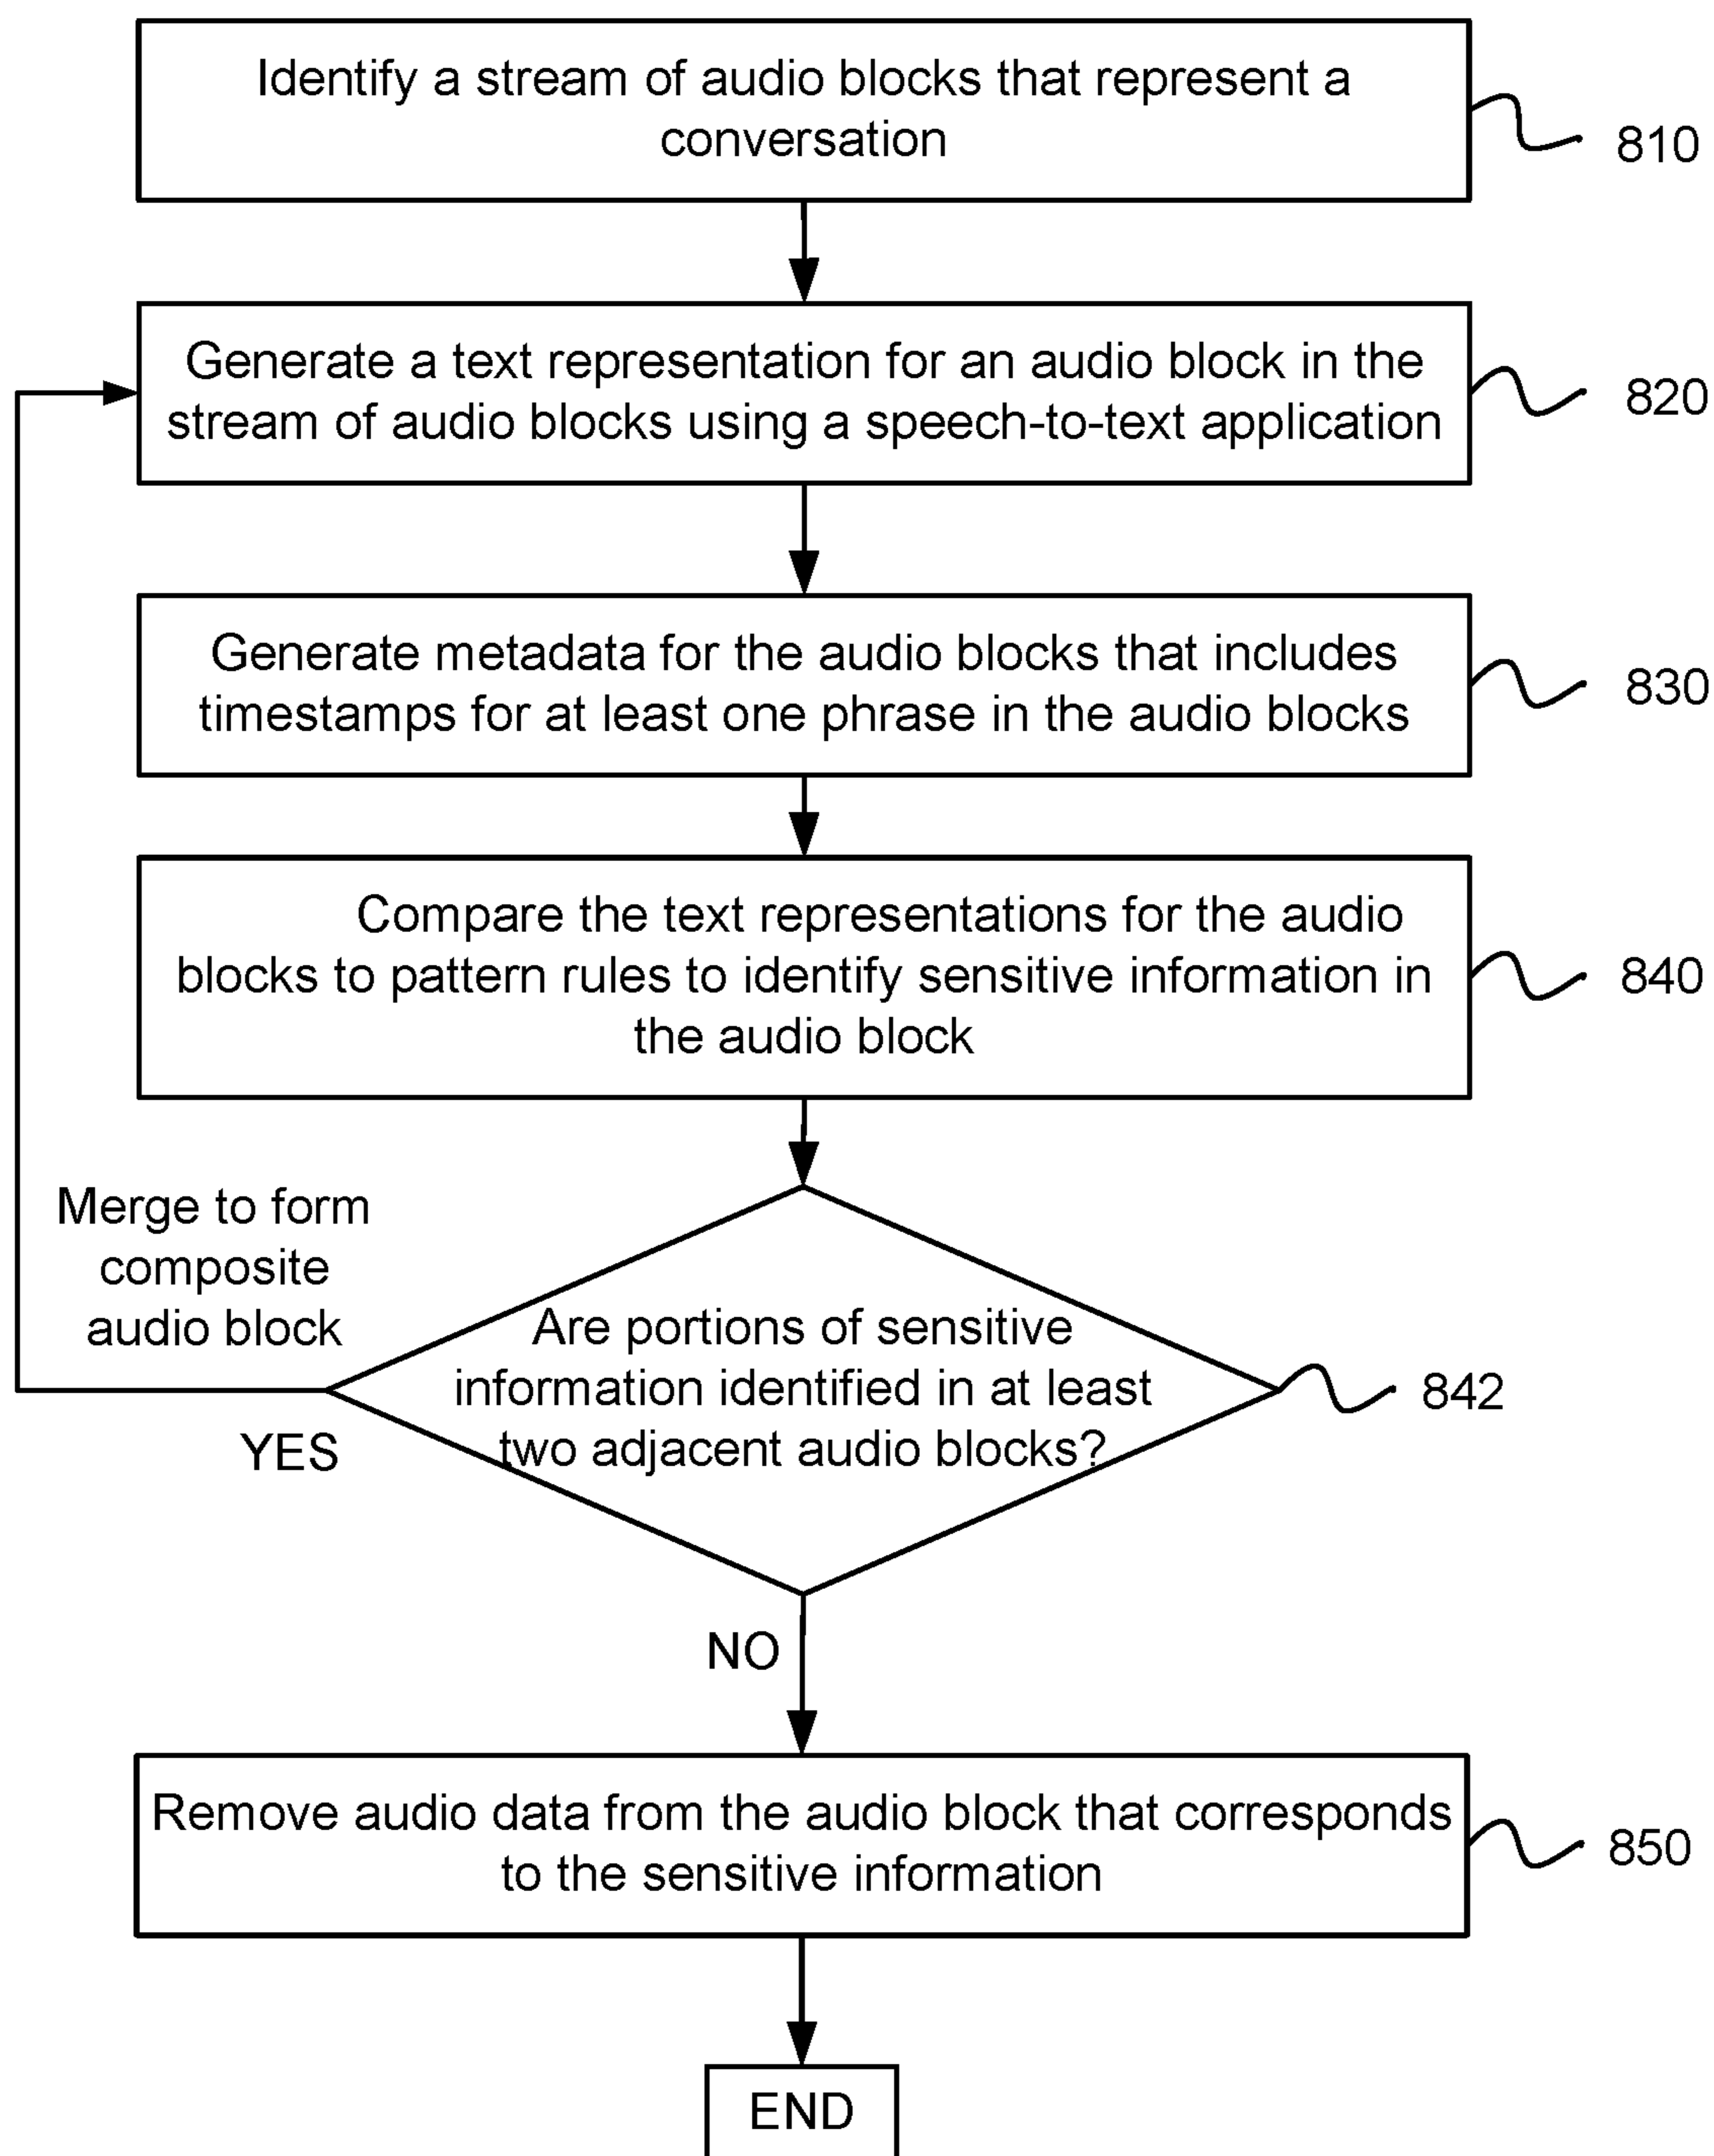 Identify a stream of audio blocks that represent a
conversation
810
Generate a text representation for an audio block in the
stream of audio blocks using a speech-to-text application
820
Generate metadata for the audio blocks that includes
timestamps for at least one phrase in the audio blocks
830
Compare the text representations for the audio
blocks to pattern rules to identify sensitive information in
the audio block
840
Merge to form
composite
audio block
Are portions of sensitive
information identified in at least
two adjacent audio blocks?
842
YES
NO
Remove audio data from the audio block that corresponds
to the sensitive information
850
END